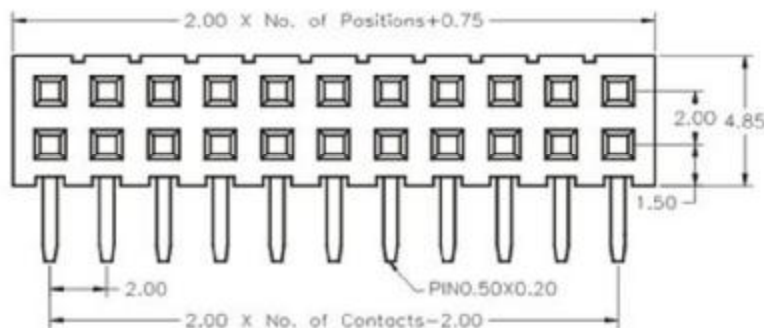 2.00 X No. of Positions+0.75
2.00
4.85
1.50
2.00
PIN0.50X0.20
2.00 X No. of Contacts-2.00